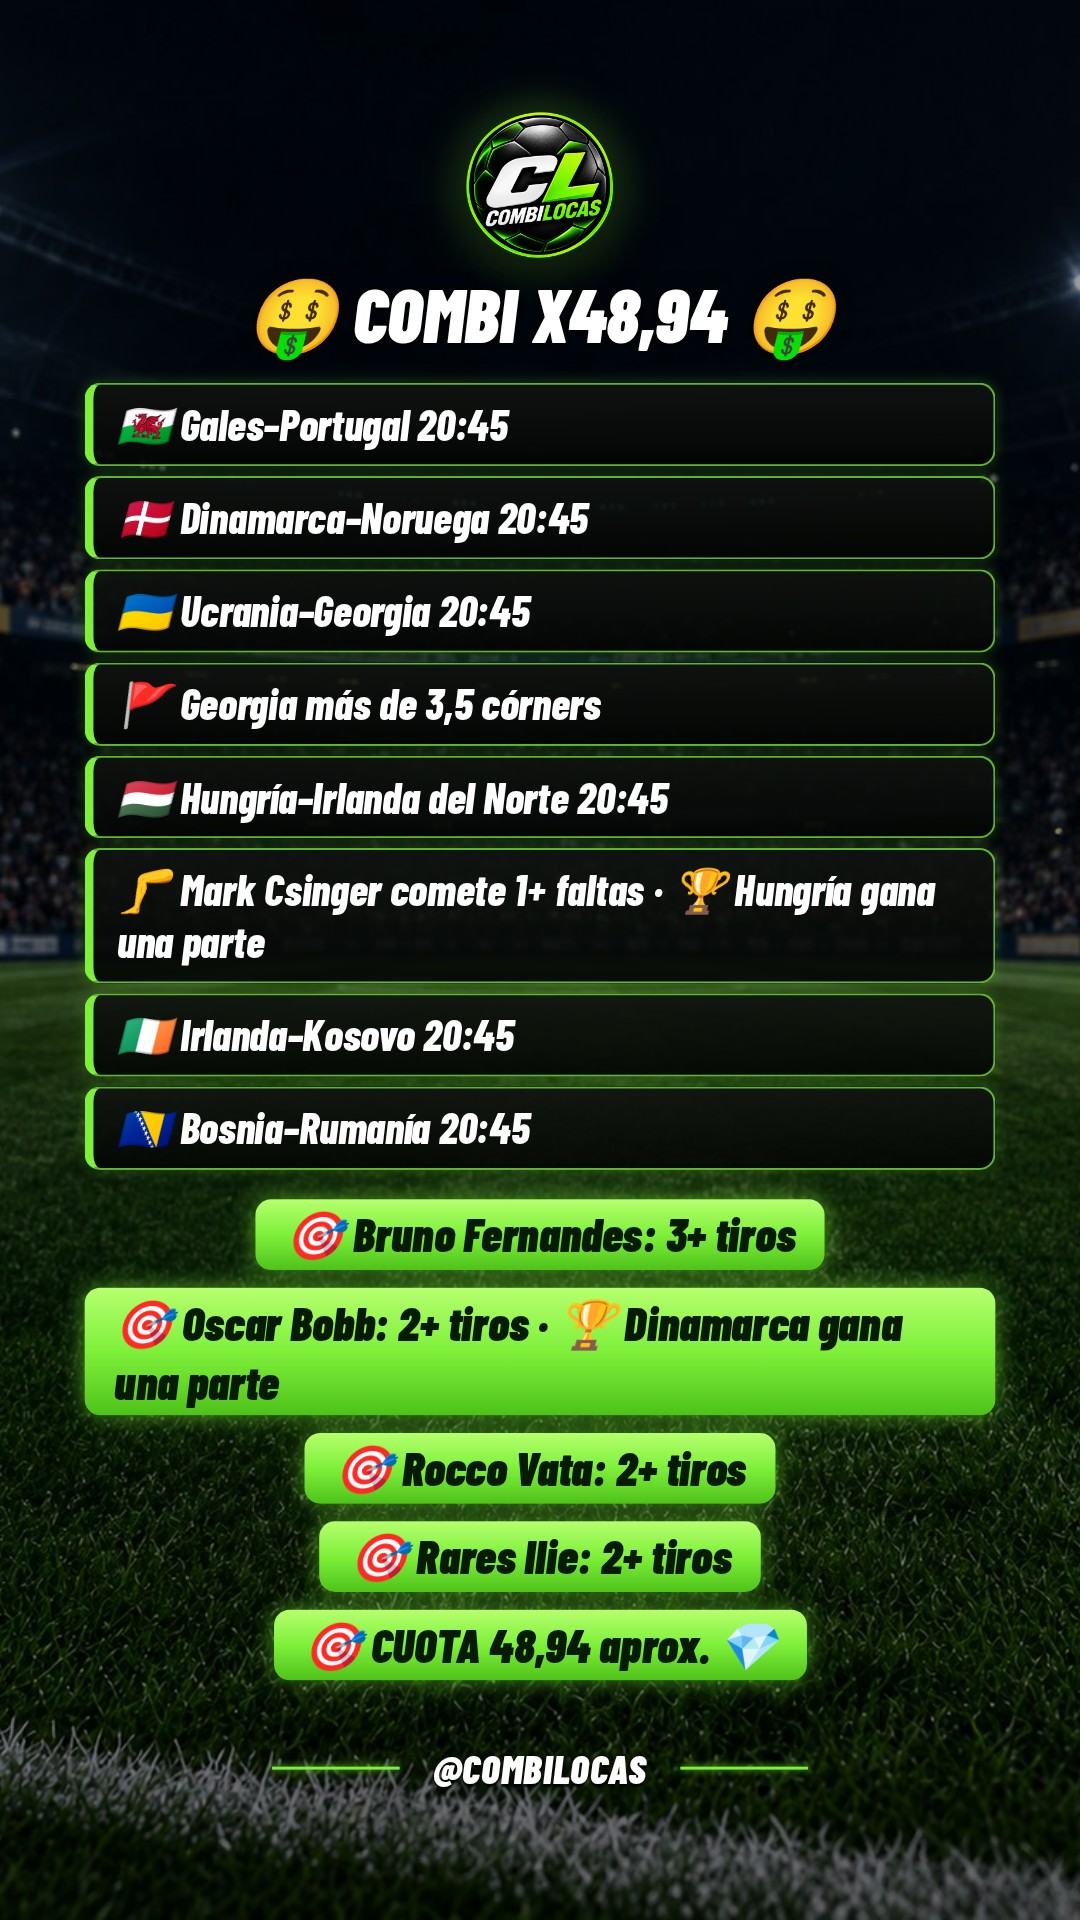 CL
COMBILOCAS
🤑 COMBI X48,94 🤑
🏴󠁧󠁢󠁷󠁬󠁳󠁿 Gales-Portugal 20:45
🇩🇰 Dinamarca-Noruega 20:45
🇺🇦 Ucrania-Georgia 20:45
🚩 Georgia más de 3,5 córners
🇭🇺 Hungría-Irlanda del Norte 20:45
🦵 Mark Csinger comete 1+ faltas · 🏆 Hungría gana
una parte
🇮🇪 Irlanda-Kosovo 20:45
🇧🇦 Bosnia-Rumanía 20:45
🎯 Bruno Fernandes: 3+ tiros
🎯 Oscar Bobb: 2+ tiros · 🏆 Dinamarca gana
una parte
🎯 Rocco Vata: 2+ tiros
🎯 Rares Ilie: 2+ tiros
🎯 CUOTA 48,94 aprox. 💎
@COMBILOCAS